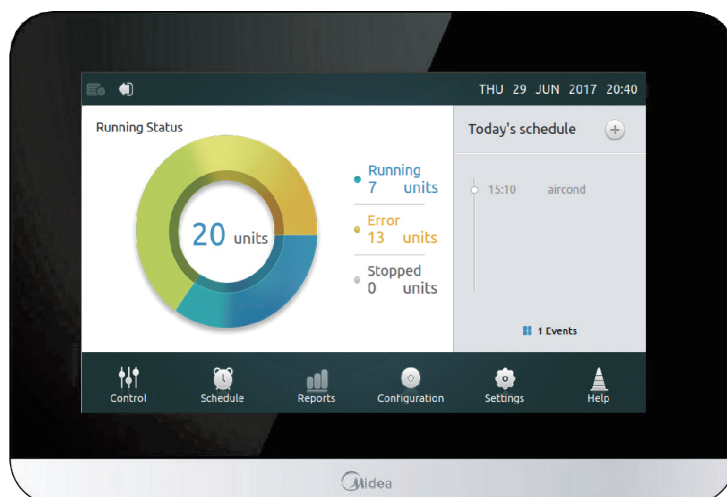 THU 29 JUN 2017 20:40
Running Status
20 units
Running
7 units
Error
13 units
Stopped
0 units
Today's schedule
15:10 aircond
1 Events
Control
Schedule
Reports
Configuration
Settings
Help
Midea